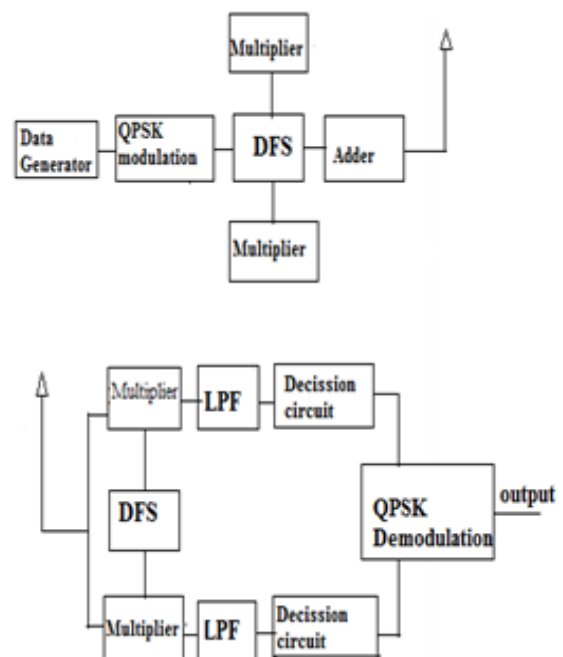 Multiplier
Data
Generator
QPSK
modulation
DFS
Adder
Multiplier
Multiplier
LPF
Decission
circuit
DFS
QPSK
Demodulation
output
Multiplier
LPF
Decission
circuit